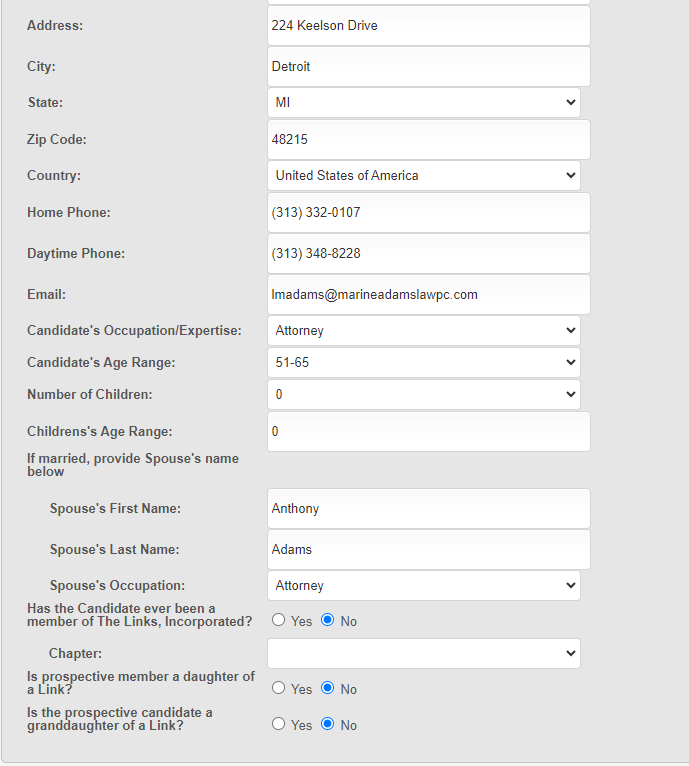 Address: 224 Keelson Drive
City: Detroit
State: MI
Zip Code: 48215
Country: United States of America
Home Phone: (313) 332-0107
Daytime Phone: (313) 348-8228
Email: lmadams@marineadamslawpc.com
Candidate's Occupation/Expertise: Attorney
Candidate's Age Range: 51-65
Number of Children: 0
Childrens's Age Range: 0
If married, provide Spouse's name
below
Spouse's First Name: Anthony
Spouse's Last Name: Adams
Spouse's Occupation: Attorney
Has the Candidate ever been a
member of The Links, Incorporated? Yes No
Chapter:
Is prospective member a daughter of
a Link? Yes No
Is the prospective candidate a
granddaughter of a Link? Yes No